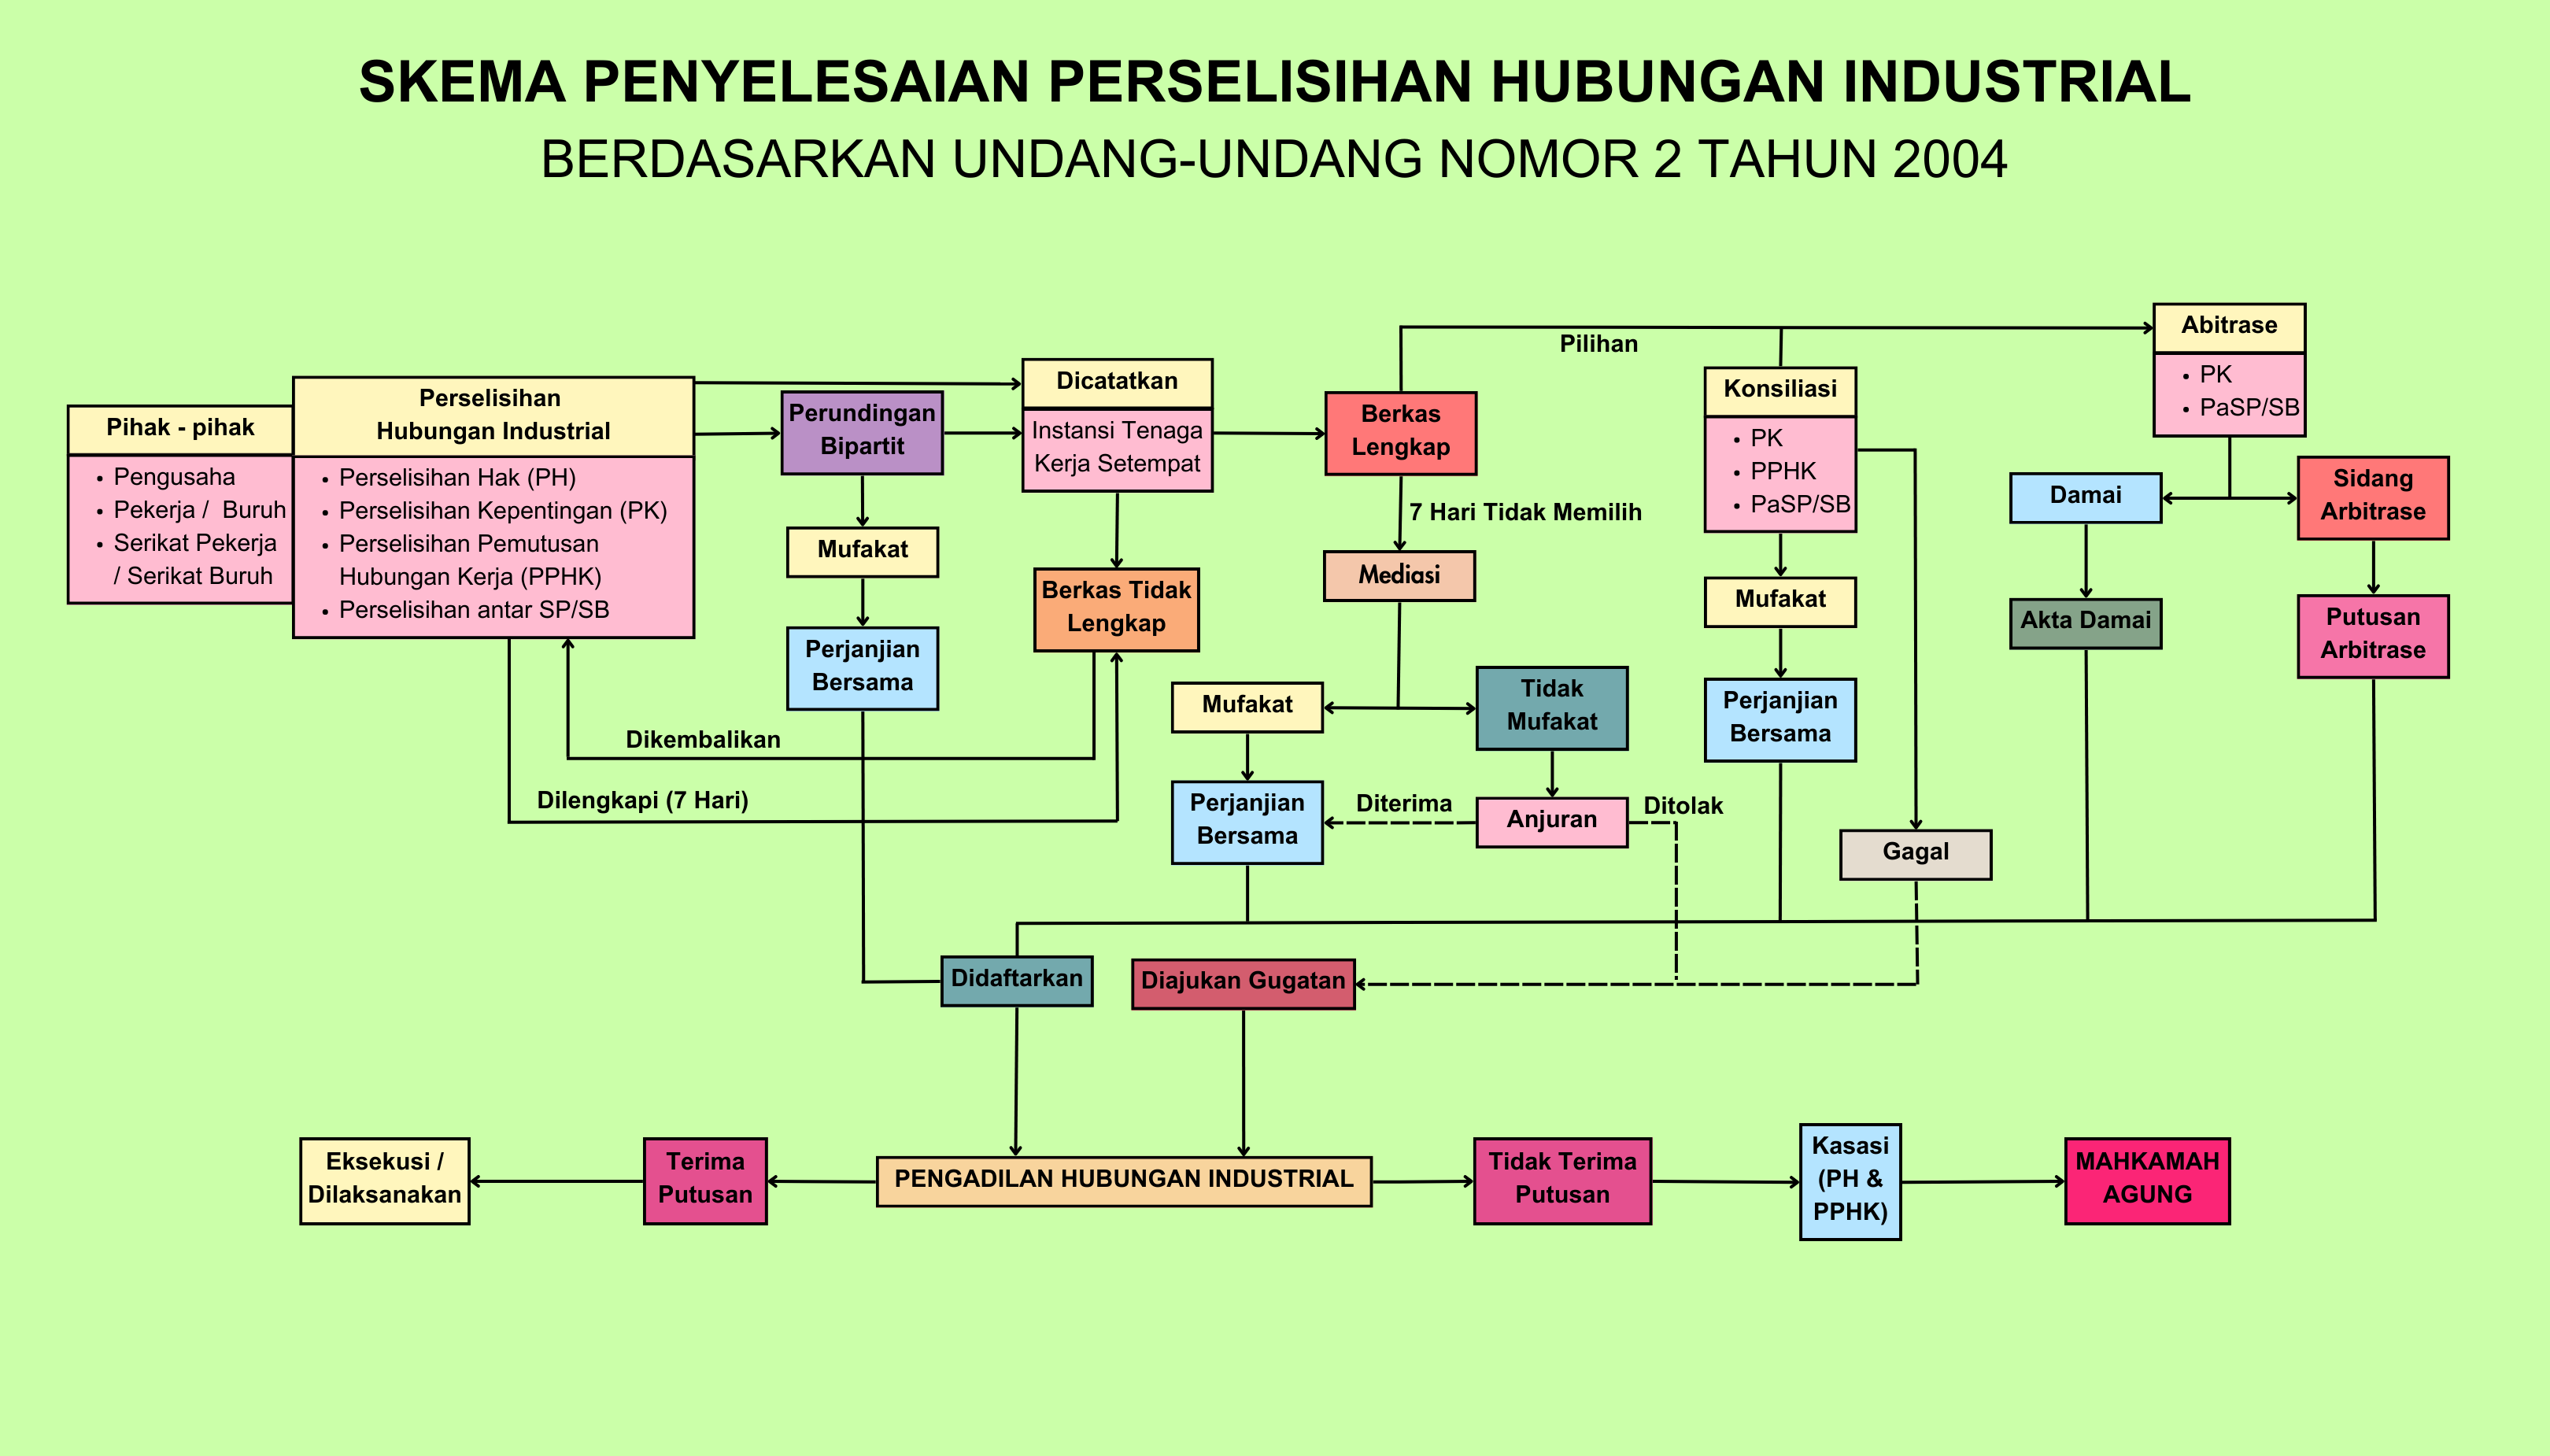 SKEMA PENYELESAIAN PERSELISIHAN HUBUNGAN INDUSTRIAL
BERDASARKAN UNDANG-UNDANG NOMOR 2 TAHUN 2004
Pihak - pihak
• Pengusaha
• Pekerja / Buruh
• Serikat Pekerja
/ Serikat Buruh
Perselisihan
Hubungan Industrial
• Perselisihan Hak (PH)
• Perselisihan Kepentingan (PK)
• Perselisihan Pemutusan
Hubungan Kerja (PPHK)
• Perselisihan antar SP/SB
Perundingan
Bipartit
Mufakat
Perjanjian
Bersama
Dicatatkan
Instansi Tenaga
Kerja Setempat
Berkas Tidak
Lengkap
Dikembalikan
Dilengkapi (7 Hari)
Berkas
Lengkap
Pilihan
7 Hari Tidak Memilih
Mediasi
Mufakat
Tidak
Mufakat
Perjanjian
Bersama
Diterima
Anjuran
Ditolak
Konsiliasi
• PK
• PPHK
• PaSP/SB
Mufakat
Perjanjian
Bersama
Gagal
Abitrase
• PK
• PaSP/SB
Damai
Akta Damai
Sidang
Arbitrase
Putusan
Arbitrase
Didaftarkan
Diajukan Gugatan
Eksekusi /
Dilaksanakan
Terima
Putusan
PENGADILAN HUBUNGAN INDUSTRIAL
Tidak Terima
Putusan
Kasasi
(PH &
PPHK)
MAHKAMAH
AGUNG